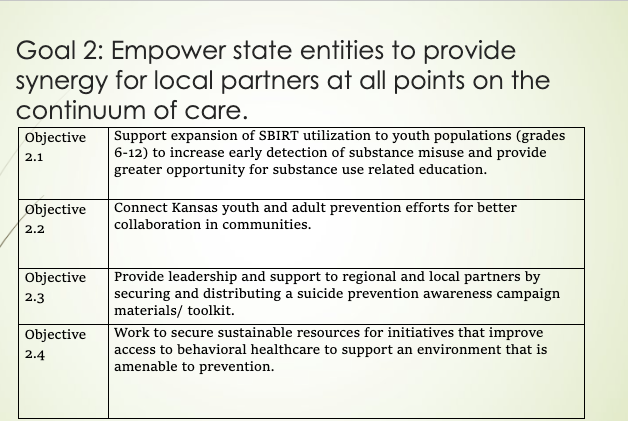 Goal 2: Empower state entities to provide
synergy for local partners at all points on the
continuum of care.
Objective
2.1
Support expansion of SBIRT utilization to youth populations (grades
6-12) to increase early detection of substance misuse and provide
greater opportunity for substance use related education.
Objective
2.2
Connect Kansas youth and adult prevention efforts for better
collaboration in communities.
Objective
2.3
Provide leadership and support to regional and local partners by
securing and distributing a suicide prevention awareness campaign
materials/ toolkit.
Objective
2.4
Work to secure sustainable resources for initiatives that improve
access to behavioral healthcare to support an environment that is
amenable to prevention.